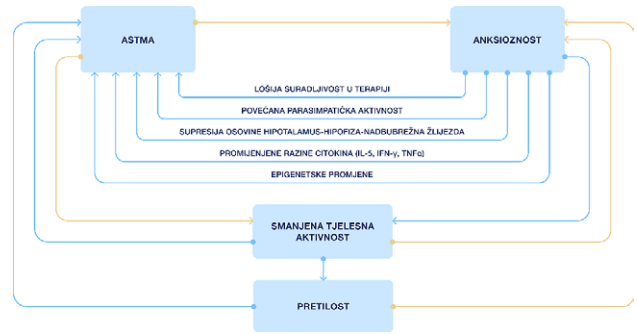 ASTMA
ANKSIOZNOST
LOŠIJA SURADLJIVOST U TERAPIJI
POVEĆANA PARASIMPATIČKA AKTIVNOST
SUPRESIJA OSOVINE HIPOTALAMUS-HIPOFIZA-NADBUBREŽNA ŽLIJEZDA
PROMIJENJENE RAZINE CITOKINA (IL-5, IFN-γ, TNFα)
EPIGENETSKE PROMJENE
SMANJENA TJELESNA
AKTIVNOST
PRETILOST